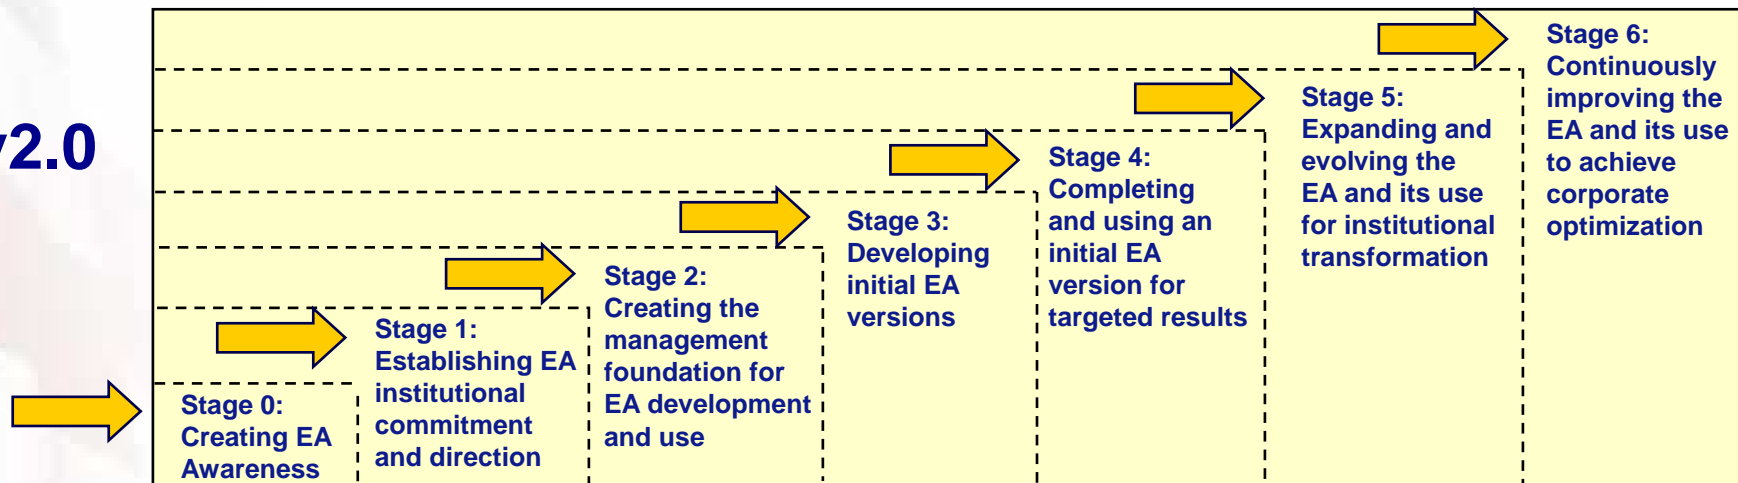 v2.0
Stage 0:
Creating EA
Awareness
Stage 1:
Establishing EA
institutional
commitment
and direction
Stage 2:
Creating the
management
foundation for
EA development
and use
Stage 3:
Developing
initial EA
versions
Stage 4:
Completing
and using an
initial EA
version for
targeted results
Stage 5:
Expanding and
evolving the
EA and its use
for institutional
transformation
Stage 6:
Continuously
improving the
EA and its use
to achieve
corporate
optimization